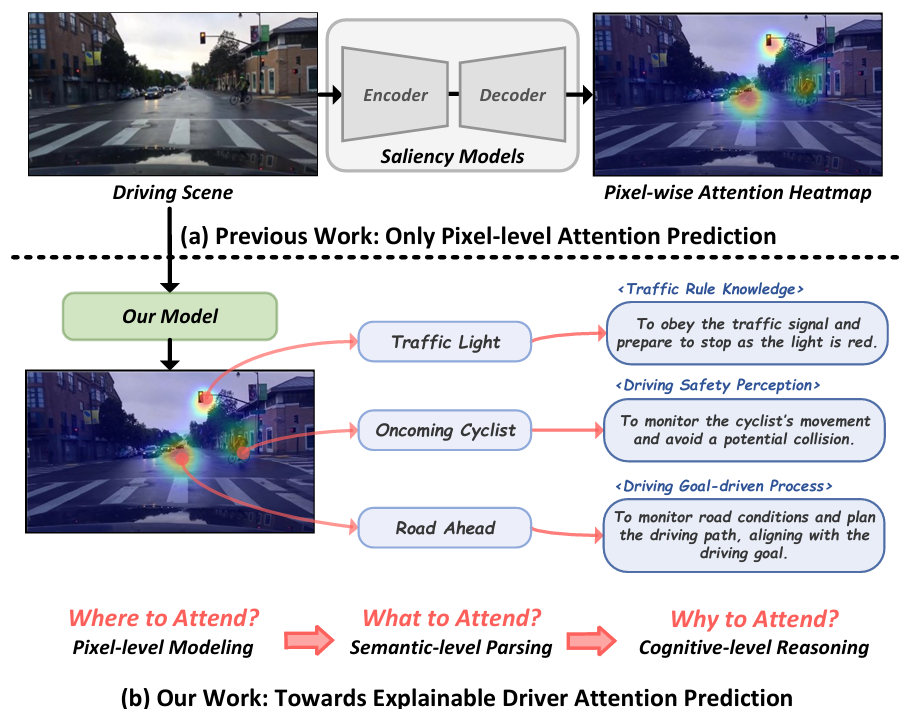 Encoder
Decoder
Saliency Models
Driving Scene
Pixel-wise Attention Heatmap
(a) Previous Work: Only Pixel-level Attention Prediction
Our Model
Traffic Light
<Traffic Rule Knowledge>
To obey the traffic signal and
prepare to stop as the light is red.
Oncoming Cyclist
<Driving Safety Perception>
To monitor the cyclist's movement
and avoid a potential collision.
Road Ahead
<Driving Goal-driven Process>
To monitor road conditions and plan
the driving path, aligning with the
driving goal.
Where to Attend?
Pixel-level Modeling
What to Attend?
Semantic-level Parsing
Why to Attend?
Cognitive-level Reasoning
(b) Our Work: Towards Explainable Driver Attention Prediction